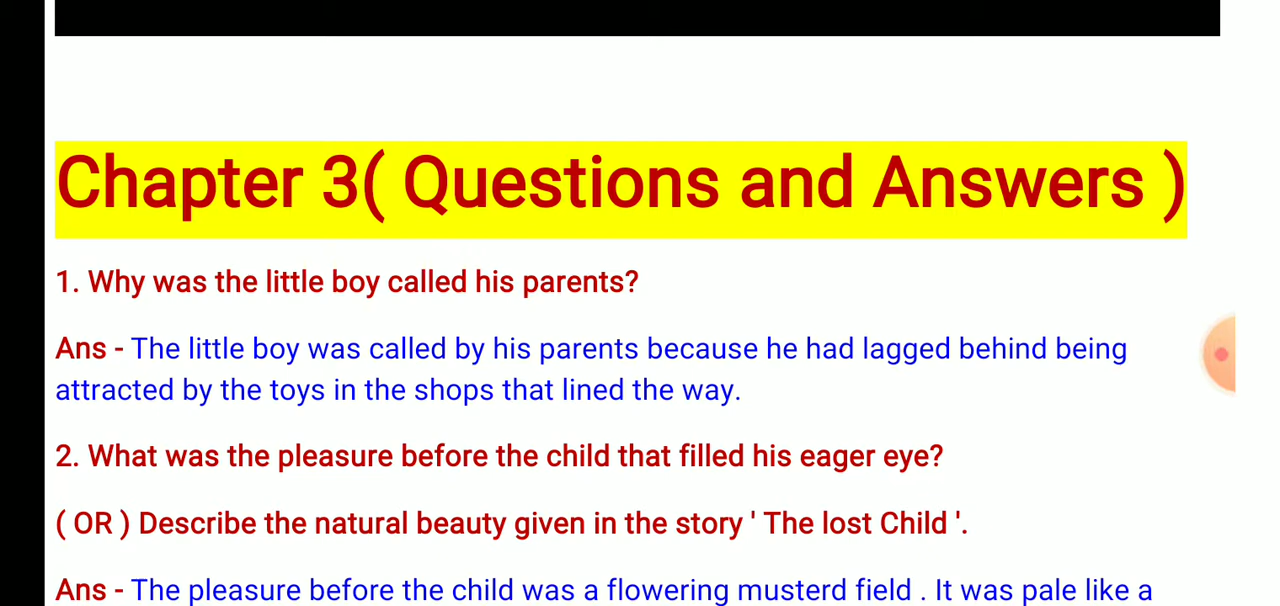 Chapter 3( Questions and Answers )
1. Why was the little boy called his parents?
Ans - The little boy was called by his parents because he had lagged behind being
attracted by the toys in the shops that lined the way.
2. What was the pleasure before the child that filled his eager eye?
( OR ) Describe the natural beauty given in the story ' The lost Child '.
Ans - The pleasure before the child was a flowering musterd field . It was pale like a